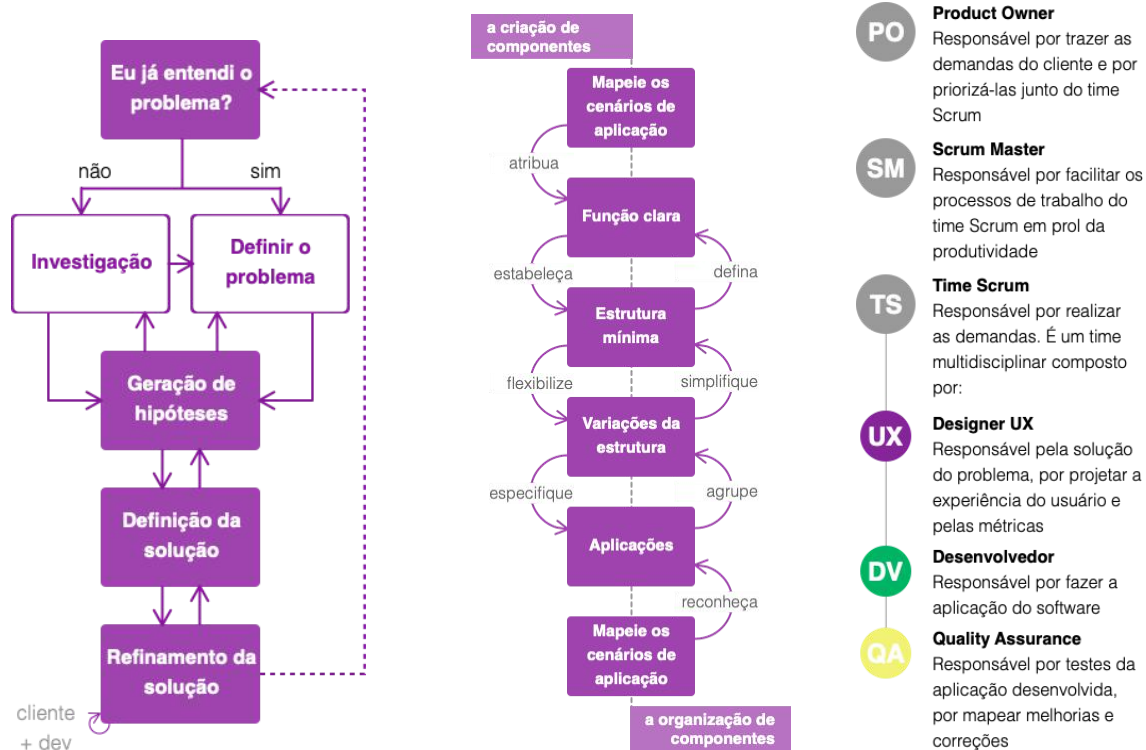 Eu já entendi o
problema?
não
sim
Investigação
Definir o
problema
Geração de
hipóteses
Definição da
solução
Refinamento da
solução
cliente
+ dev
a criação de
componentes
Mapeie os
cenários de
aplicação
atribua
Função clara
estabeleça
defina
Estrutura
mínima
flexibilize
simplifique
Variações da
estrutura
especifique
agrupe
Aplicações
reconheça
Mapeie os
cenários de
aplicação
a organização de
componentes
PO
Product Owner
Responsável por trazer as
demandas do cliente e por
priorizá-las junto do time
Scrum
SM
Scrum Master
Responsável por facilitar os
processos de trabalho do
time Scrum em prol da
produtividade
TS
Time Scrum
Responsável por realizar
as demandas. É um time
multidisciplinar composto
por:
UX
Designer UX
Responsável pela solução
do problema, por projetar a
experiência do usuário e
pelas métricas
DV
Desenvolvedor
Responsável por fazer a
aplicação do software
QA
Quality Assurance
Responsável por testes da
aplicação desenvolvida,
por mapear melhorias e
correções